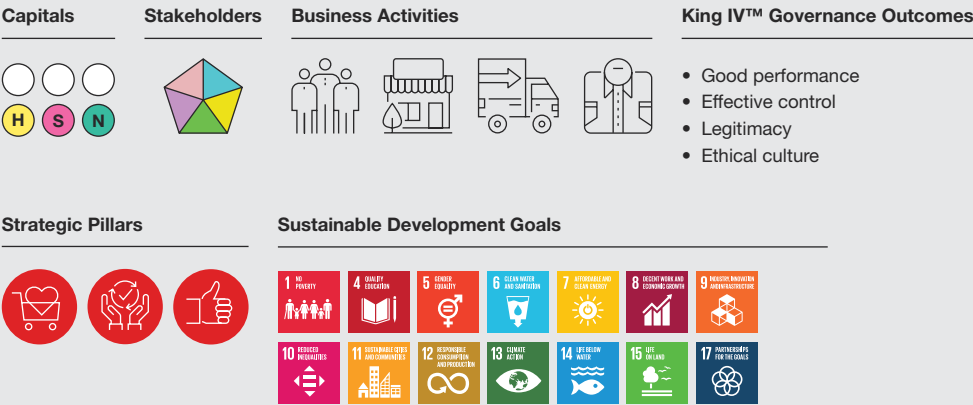 Capitals
Stakeholders
Business Activities
King IV™ Governance Outcomes
H S N
• Good performance
• Effective control
• Legitimacy
• Ethical culture
Strategic Pillars
Sustainable Development Goals
1 NO
POVERTY
4 QUALITY
EDUCATION
5 GENDER
EQUALITY
6 CLEAN WATER
AND SANITATION
7 AFFORDABLE AND
CLEAN ENERGY
8 DECENT WORK AND
ECONOMIC GROWTH
9 INDUSTRY, INNOVATION
AND INFRASTRUCTURE
10 REDUCED
INEQUALITIES
11 SUSTAINABLE CITIES
AND COMMUNITIES
12 RESPONSIBLE
CONSUMPTION
AND PRODUCTION
13 CLIMATE
ACTION
14 LIFE BELOW
WATER
15 LIFE
ON LAND
17 PARTNERSHIPS
FOR THE GOALS